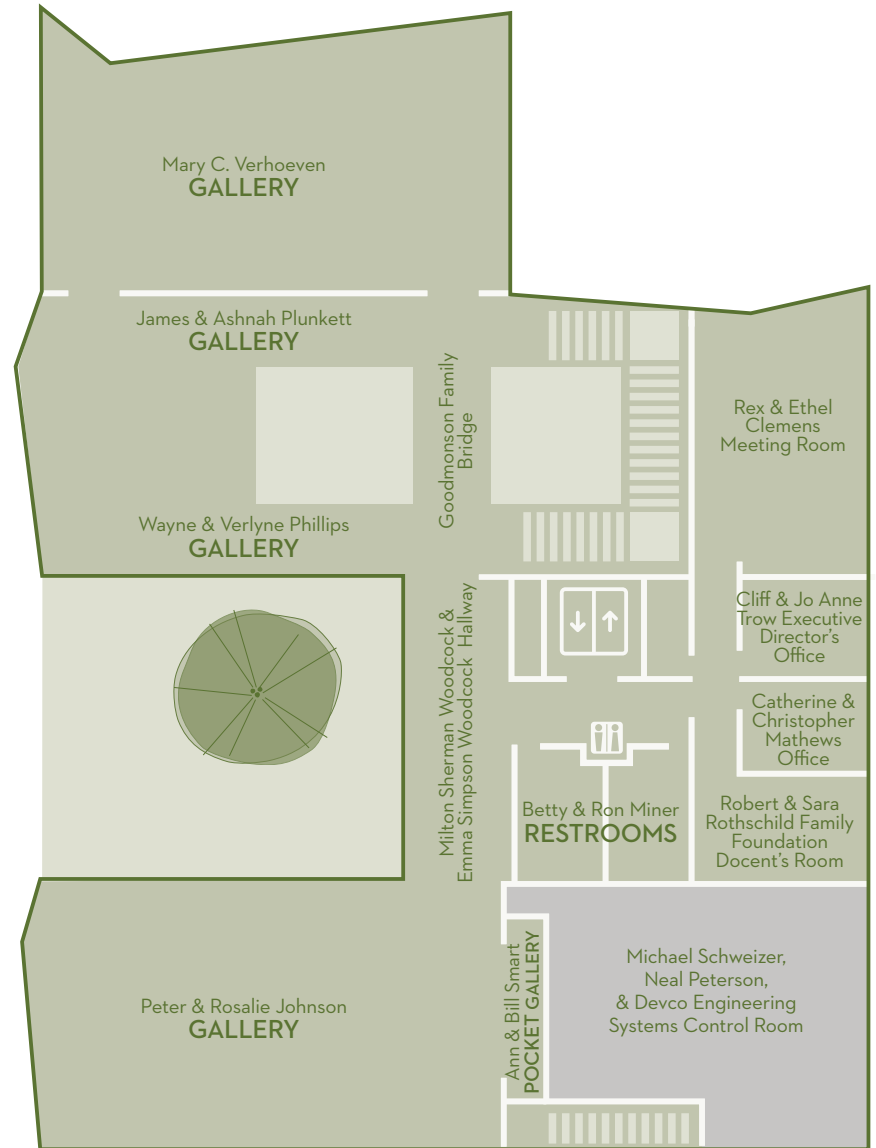 Mary C. Verhoeven
GALLERY
James & Ashnah Plunkett
GALLERY
Goodmonson Family
Bridge
Rex & Ethel
Clemens
Meeting Room
Wayne & Verlyne Phillips
GALLERY
Milton Sherman Woodcock &
Emma Simpson Woodcock Hallway
Cliff & Jo Anne
Trow Executive
Director's
Office
Catherine &
Christopher
Mathews
Office
Betty & Ron Miner
RESTROOMS
Robert & Sara
Rothschild Family
Foundation
Docent's Room
Peter & Rosalie Johnson
GALLERY
Ann & Bill Smart
POCKET GALLERY
Michael Schweizer,
Neal Peterson,
& Devco Engineering
Systems Control Room